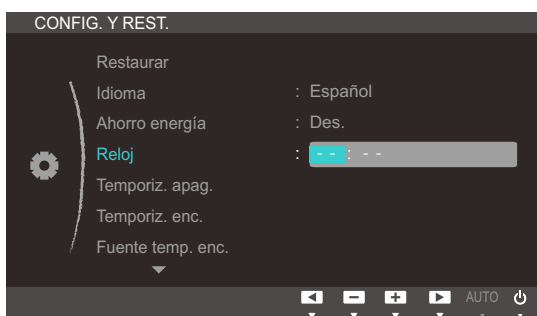 CONFIG. Y REST.
Restaurar
Idioma : Español
Ahorro energía : Des.
Reloj : - - : - -
Temporiz. apag.
Temporiz. enc.
Fuente temp. enc.
AUTO